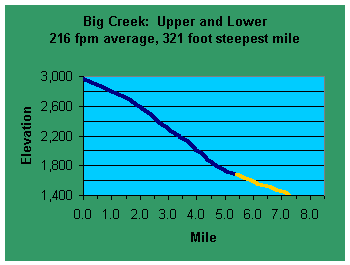 Big Creek:  Upper and Lower
216 fpm average, 321 foot steepest mile
3,000
2,600
2,200
1,800
1,400
Elevation
0.0 1.0 2.0 3.0 4.0 5.0 6.0 7.0 8.0
Mile